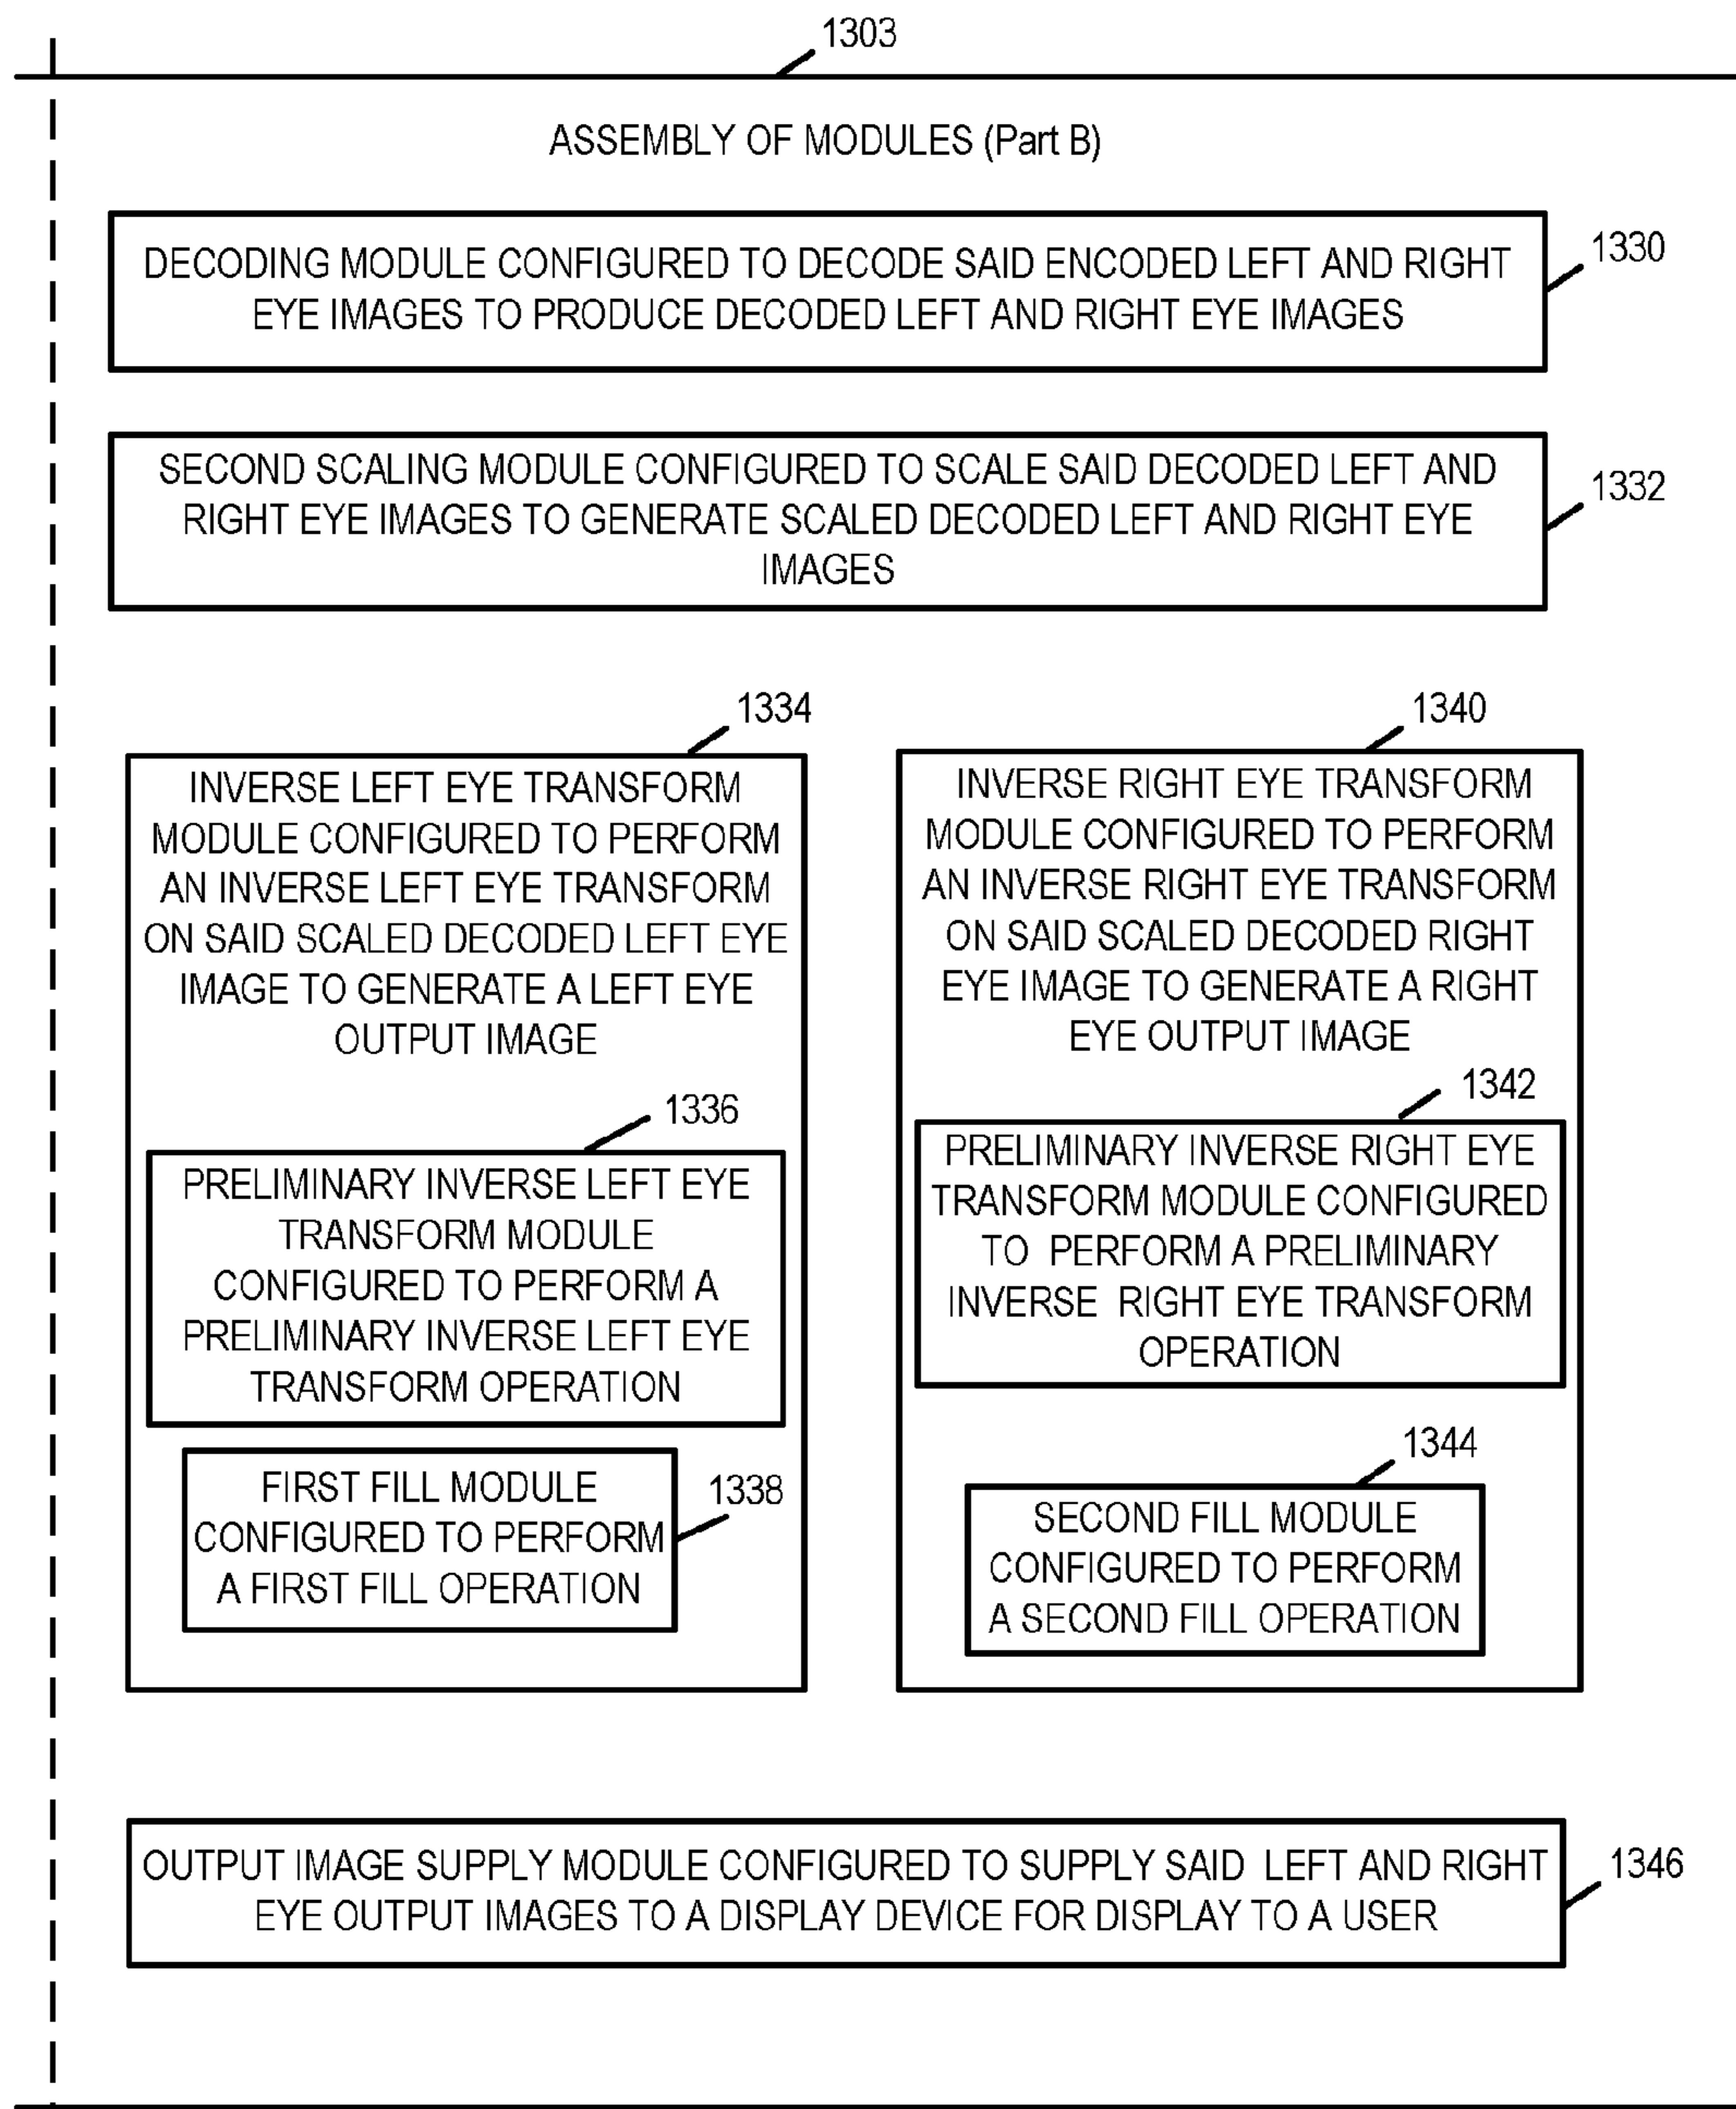 1303
ASSEMBLY OF MODULES (Part B)
DECODING MODULE CONFIGURED TO DECODE SAID ENCODED LEFT AND RIGHT
EYE IMAGES TO PRODUCE DECODED LEFT AND RIGHT EYE IMAGES
1330
SECOND SCALING MODULE CONFIGURED TO SCALE SAID DECODED LEFT AND
RIGHT EYE IMAGES TO GENERATE SCALED DECODED LEFT AND RIGHT EYE
IMAGES
1332
1334
INVERSE LEFT EYE TRANSFORM
MODULE CONFIGURED TO PERFORM
AN INVERSE LEFT EYE TRANSFORM
ON SAID SCALED DECODED LEFT EYE
IMAGE TO GENERATE A LEFT EYE
OUTPUT IMAGE
1336
PRELIMINARY INVERSE LEFT EYE
TRANSFORM MODULE
CONFIGURED TO PERFORM A
PRELIMINARY INVERSE LEFT EYE
TRANSFORM OPERATION
FIRST FILL MODULE
CONFIGURED TO PERFORM
A FIRST FILL OPERATION
1338
1340
INVERSE RIGHT EYE TRANSFORM
MODULE CONFIGURED TO PERFORM
AN INVERSE RIGHT EYE TRANSFORM
ON SAID SCALED DECODED RIGHT
EYE IMAGE TO GENERATE A RIGHT
EYE OUTPUT IMAGE
1342
PRELIMINARY INVERSE RIGHT EYE
TRANSFORM MODULE CONFIGURED
TO PERFORM A PRELIMINARY
INVERSE RIGHT EYE TRANSFORM
OPERATION
1344
SECOND FILL MODULE
CONFIGURED TO PERFORM
A SECOND FILL OPERATION
OUTPUT IMAGE SUPPLY MODULE CONFIGURED TO SUPPLY SAID LEFT AND RIGHT
EYE OUTPUT IMAGES TO A DISPLAY DEVICE FOR DISPLAY TO A USER
1346